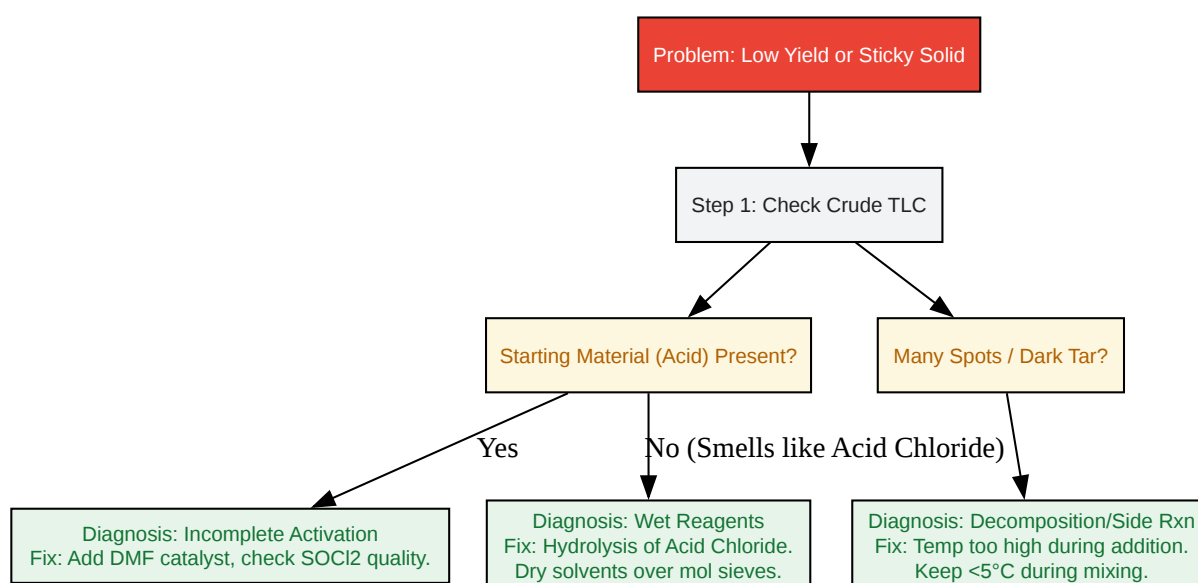 Problem: Low Yield or Sticky Solid
Step 1: Check Crude TLC
Starting Material (Acid) Present?
Many Spots / Dark Tar?
Yes
No (Smells like Acid Chloride)
Diagnosis: Incomplete Activation
Fix: Add DMF catalyst, check SOCl2 quality.
Diagnosis: Wet Reagents
Fix: Hydrolysis of Acid Chloride.
Dry solvents over mol sieves.
Diagnosis: Decomposition/Side Rxn
Fix: Temp too high during addition.
Keep <5°C during mixing.